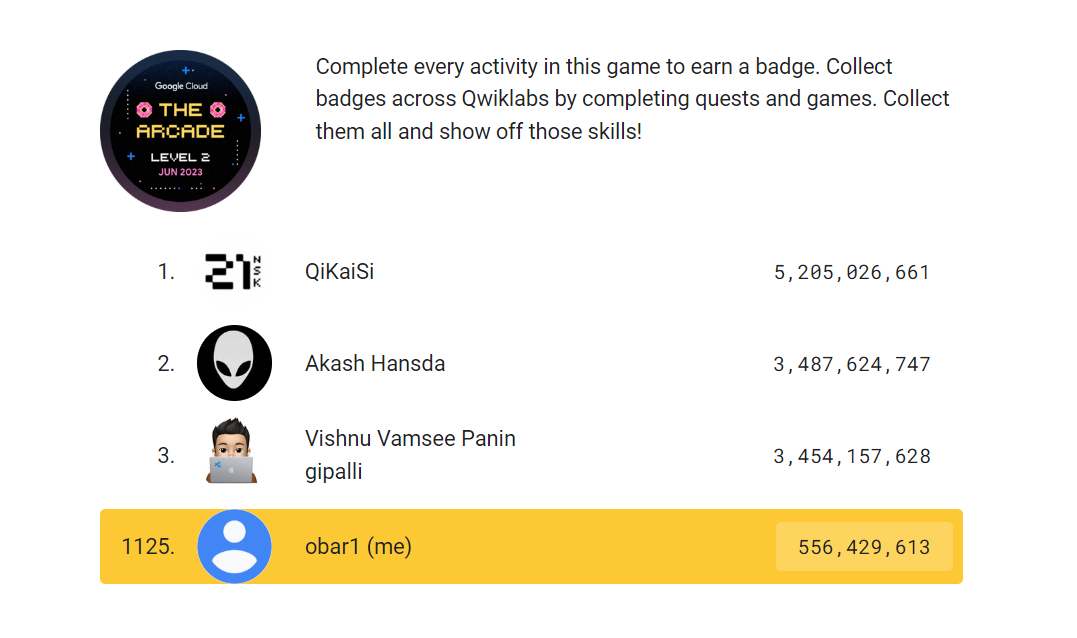 Complete every activity in this game to earn a badge. Collect
badges across Qwiklabs by completing quests and games. Collect
them all and show off those skills!
Google Cloud
THE
ARCADE
LEVEL 2
JUN 2023
1. 21 NSK QiKaiSi 5,205,026,661
2. Akash Hansda 3,487,624,747
3. Vishnu Vamsee Panin
gipalli 3,454,157,628
1125. obar1 (me) 556,429,613